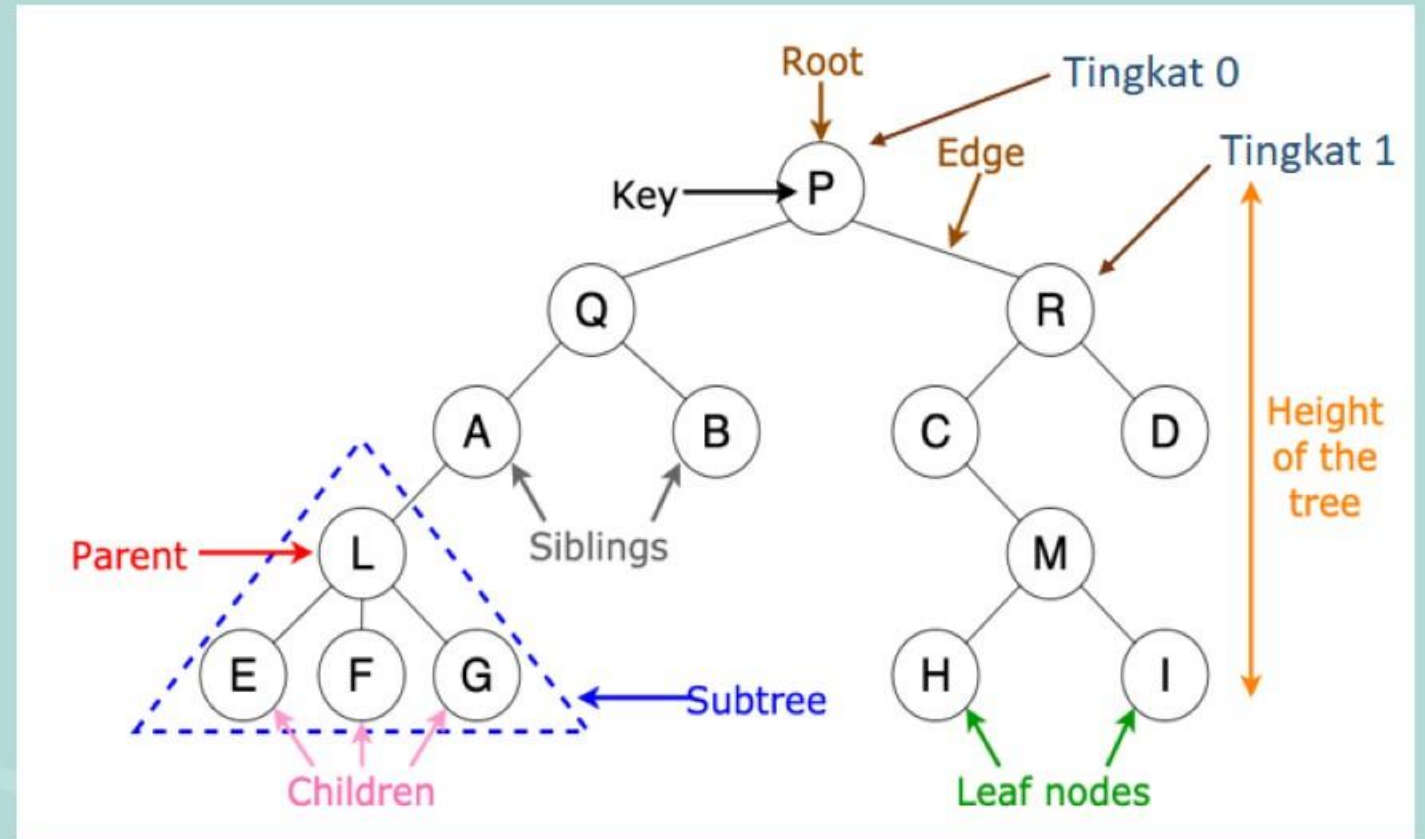 Root
Tingkat 0
Edge
Tingkat 1
Key
P
Q
R
A
B
C
D
Height
of the
tree
Siblings
Parent
L
M
E
F
G
H
I
Subtree
Children
Leaf nodes